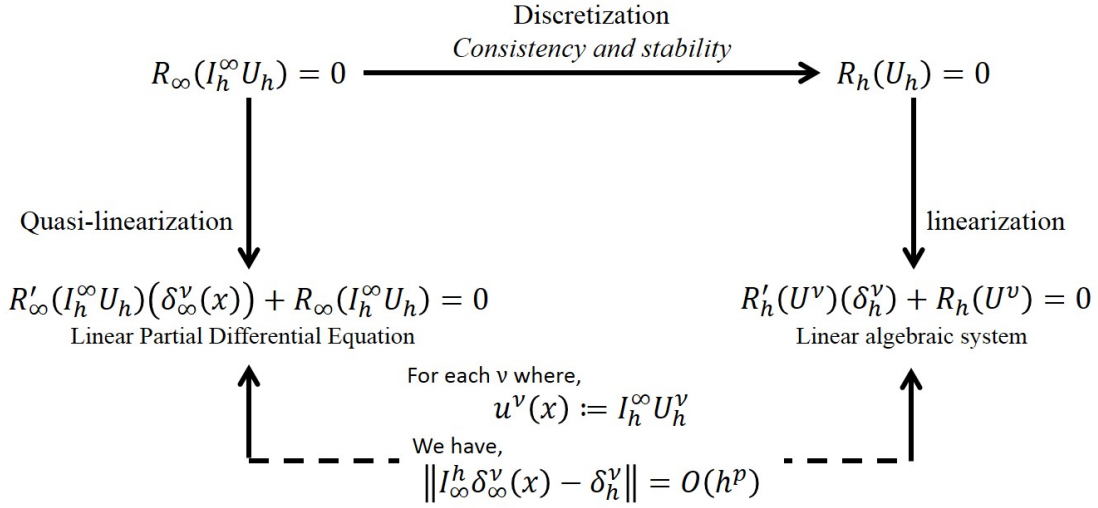 Discretization
Consistency and stability
R∞(I_h^∞ U_h) = 0
R_h(U_h) = 0
Quasi-linearization
linearization
R′∞(I_h^∞ U_h)(δ_∞^ν(x)) + R∞(I_h^∞ U_h) = 0
R′_h(U^ν)(δ_h^ν) + R_h(U^υ) = 0
Linear Partial Differential Equation
Linear algebraic system
For each ν where,
u^ν(x) ≔ I_h^∞ U_h^ν
We have,
‖I_∞^h δ_∞^ν(x) − δ_h^ν‖ = O(h^p)